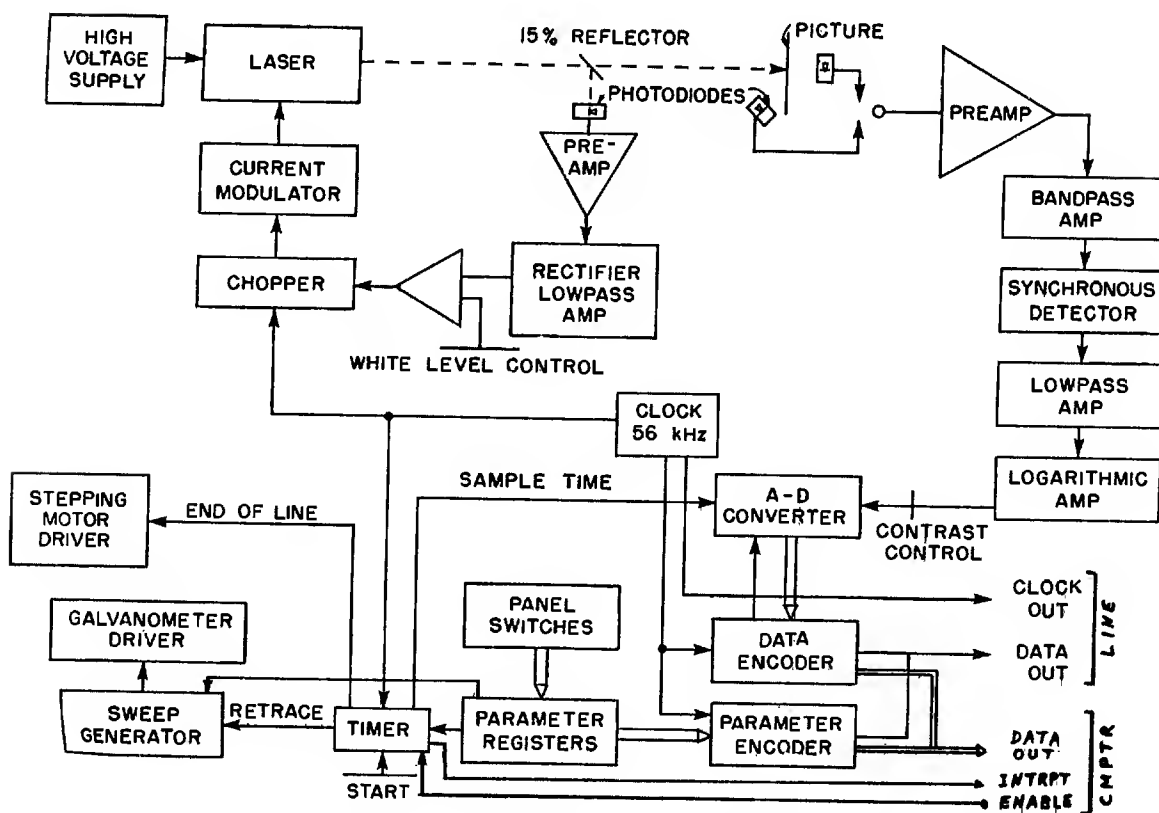 HIGH
VOLTAGE
SUPPLY
LASER
15% REFLECTOR
PICTURE
PHOTODIODES
PRE-
AMP
PREAMP
CURRENT
MODULATOR
BANDPASS
AMP
CHOPPER
RECTIFIER
LOWPASS
AMP
SYNCHRONOUS
DETECTOR
WHITE LEVEL CONTROL
LOWPASS
AMP
CLOCK
56 kHz
LOGARITHMIC
AMP
STEPPING
MOTOR
DRIVER
END OF LINE
SAMPLE TIME
A-D
CONVERTER
CONTRAST
CONTROL
PANEL
SWITCHES
CLOCK
OUT
GALVANOMETER
DRIVER
DATA
ENCODER
DATA
OUT
LINE
SWEEP
GENERATOR
RETRACE
TIMER
PARAMETER
REGISTERS
PARAMETER
ENCODER
DATA
OUT
INTRPT
ENABLE
CMPTR
START